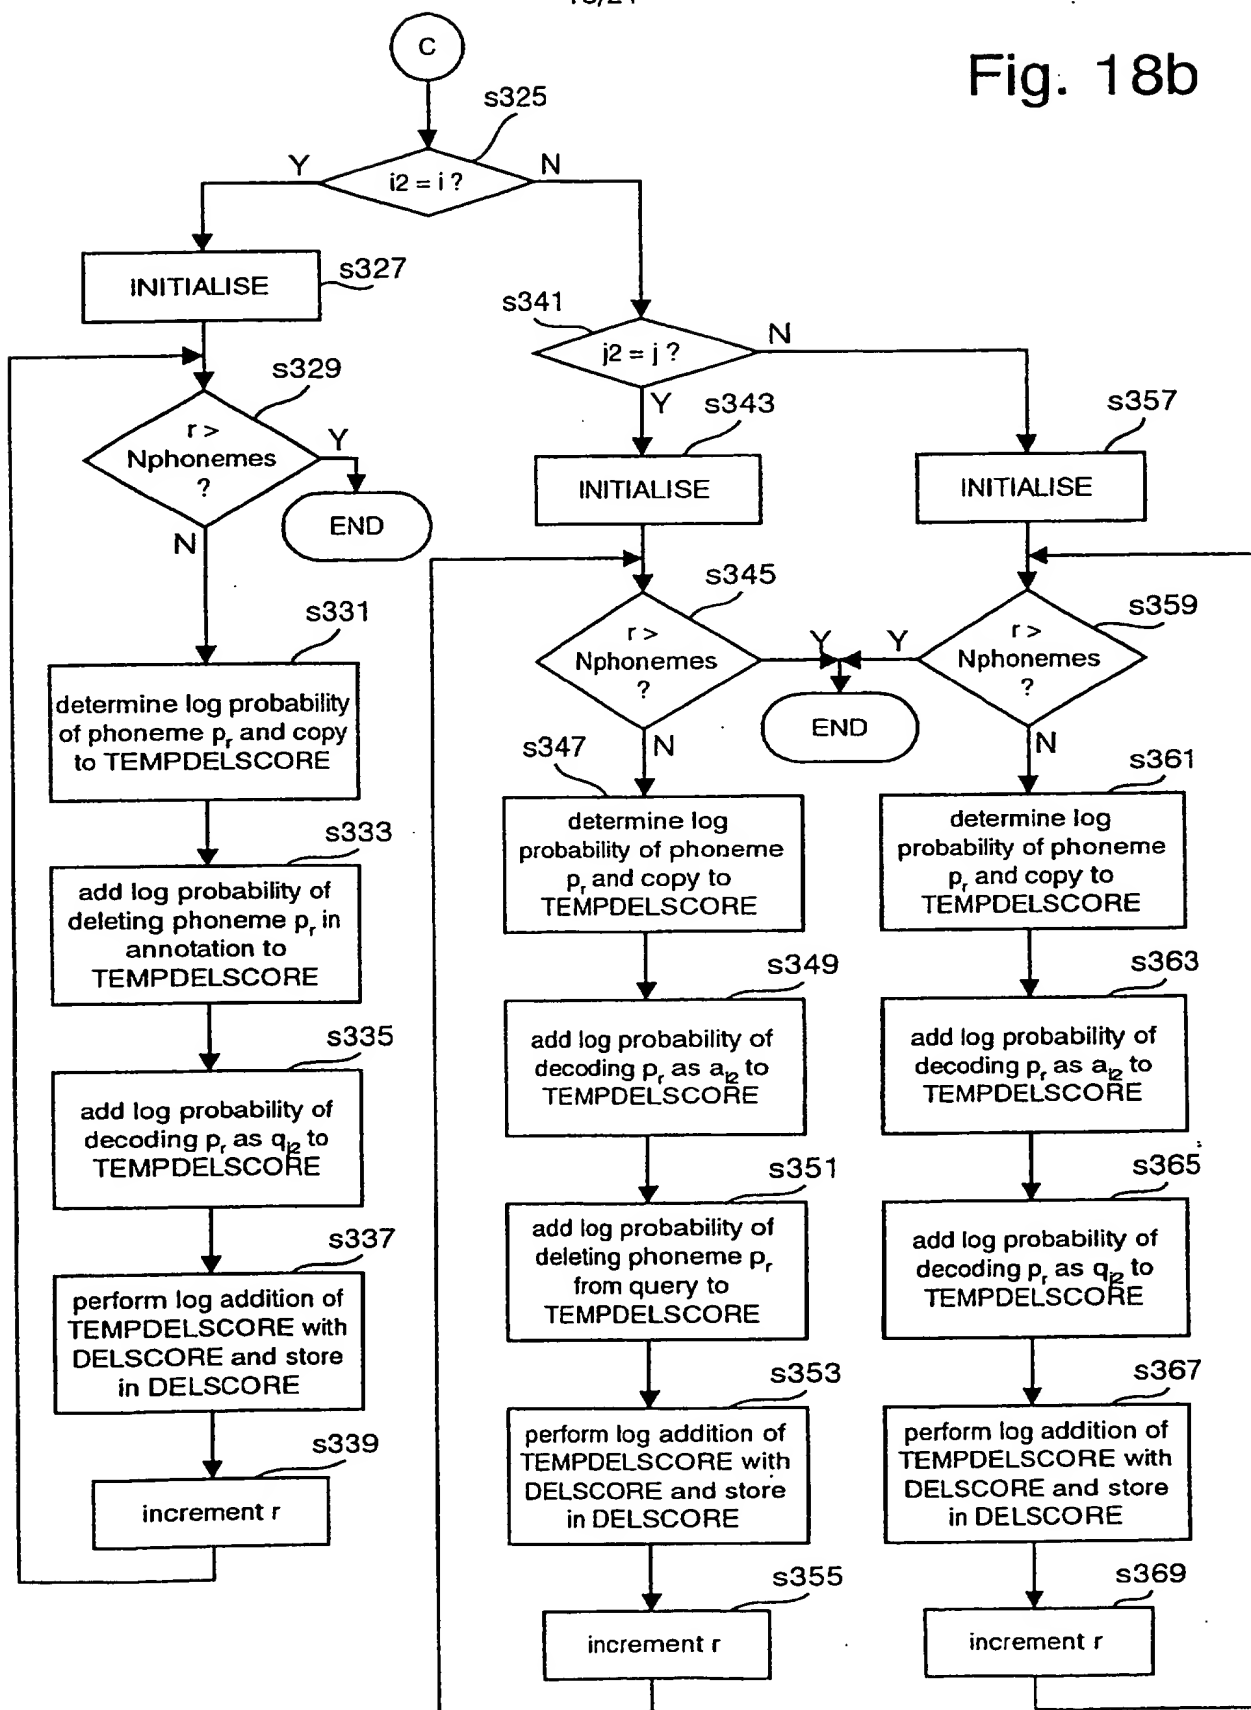 C
Fig. 18b
s325
Y
i2 = i ?
N
INITIALISE
s327
s341
j2 = j ?
N
s329
r >
Nphonemes
?
Y
END
N
Y
s343
INITIALISE
s357
INITIALISE
s331
determine log probability
of phoneme pr and copy
to TEMPDELSCORE
s345
r >
Nphonemes
?
Y
Y
s359
r >
Nphonemes
?
END
N
N
s333
add log probability of
deleting phoneme pr in
annotation to
TEMPDELSCORE
s347
determine log
probability of phoneme
pr and copy to
TEMPDELSCORE
s361
determine log
probability of phoneme
pr and copy to
TEMPDELSCORE
s335
add log probability of
decoding pr as qj2 to
TEMPDELSCORE
s349
add log probability of
decoding pr as ai2 to
TEMPDELSCORE
s363
add log probability of
decoding pr as ai2 to
TEMPDELSCORE
s337
perform log addition of
TEMPDELSCORE with
DELSCORE and store
in DELSCORE
s351
add log probability of
deleting phoneme pr
from query to
TEMPDELSCORE
s365
add log probability of
decoding pr as qj2 to
TEMPDELSCORE
s339
increment r
s353
perform log addition of
TEMPDELSCORE with
DELSCORE and store
in DELSCORE
s367
perform log addition of
TEMPDELSCORE with
DELSCORE and store
in DELSCORE
s355
increment r
s369
increment r